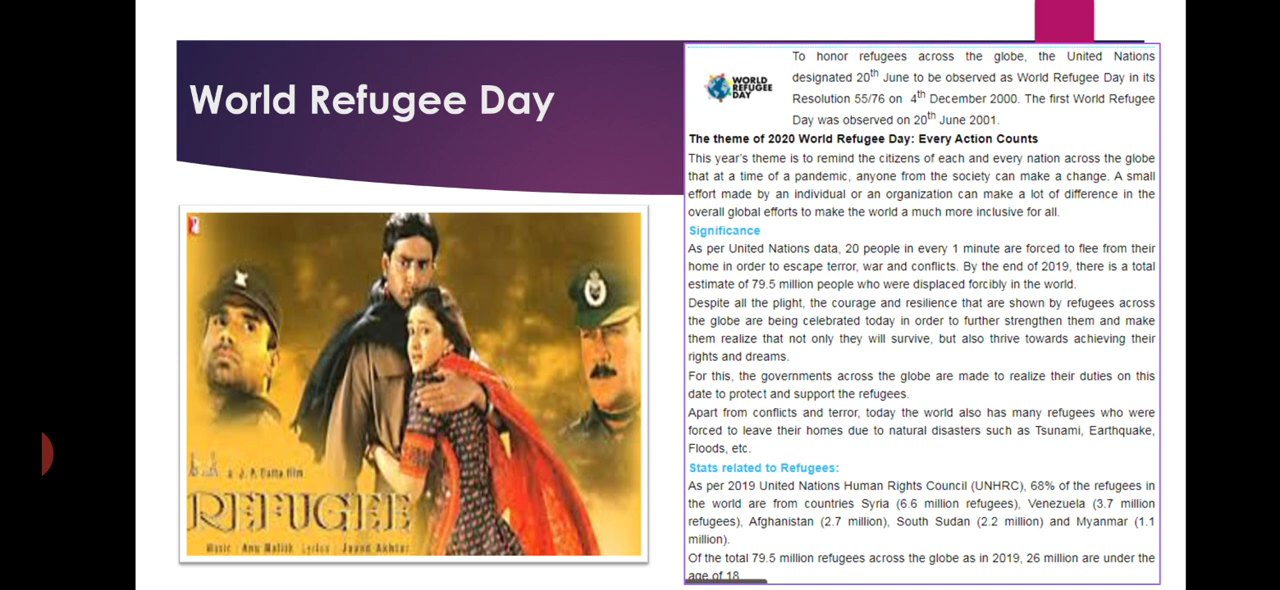 World Refugee Day
WORLD
REFUGEE
DAY
To honor refugees across the globe, the United Nations
designated 20th June to be observed as World Refugee Day in its
Resolution 55/76 on 4th December 2000. The first World Refugee
Day was observed on 20th June 2001.
The theme of 2020 World Refugee Day: Every Action Counts
This year's theme is to remind the citizens of each and every nation across the globe
that at a time of a pandemic, anyone from the society can make a change. A small
effort made by an individual or an organization can make a lot of difference in the
overall global efforts to make the world a much more inclusive for all.
Significance
As per United Nations data, 20 people in every 1 minute are forced to flee from their
home in order to escape terror, war and conflicts. By the end of 2019, there is a total
estimate of 79.5 million people who were displaced forcibly in the world.
Despite all the plight, the courage and resilience that are shown by refugees across
the globe are being celebrated today in order to further strengthen them and make
them realize that not only they will survive, but also thrive towards achieving their
rights and dreams.
For this, the governments across the globe are made to realize their duties on this
date to protect and support the refugees.
Apart from conflicts and terror, today the world also has many refugees who were
forced to leave their homes due to natural disasters such as Tsunami, Earthquake,
Floods, etc.
Stats related to Refugees:
As per 2019 United Nations Human Rights Council (UNHRC), 68% of the refugees in
the world are from countries Syria (6.6 million refugees), Venezuela (3.7 million
refugees), Afghanistan (2.7 million), South Sudan (2.2 million) and Myanmar (1.1
million).
Of the total 79.5 million refugees across the globe as in 2019, 26 million are under the
age of 18
a J. P. Dutta film
REFUGEE
Music : Anu Mallik Lyrics : Javed Akhtar